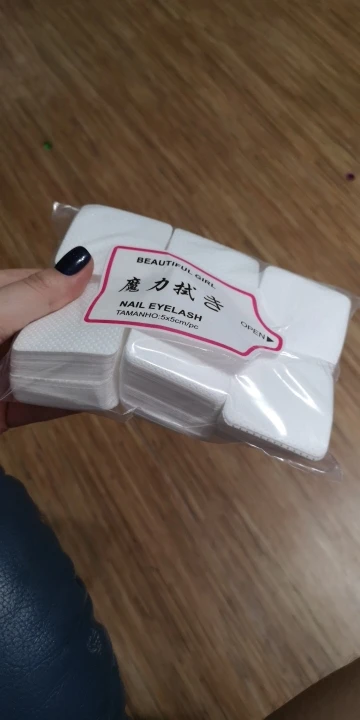 BEAUTIFUL GIRL
魔力拭き
NAIL EYELASH
TAMANHO:5x5cm/pc
OPEN▶